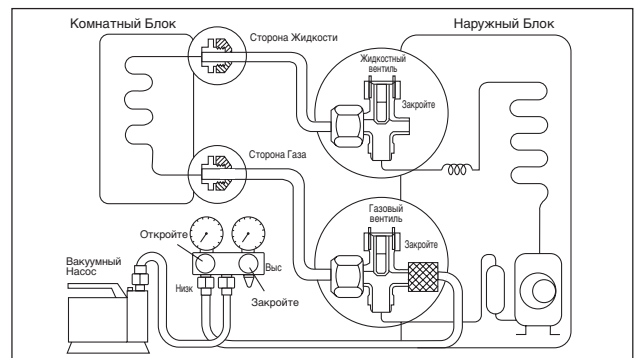 Комнатный Блок
Наружный Блок
Сторона Жидкости
Жидкостный
вентиль
Закройте
Сторона Газа
Газовый
вентиль
Закройте
Откройте
Вакуумный
Насос
Низк
Выс
Закройте